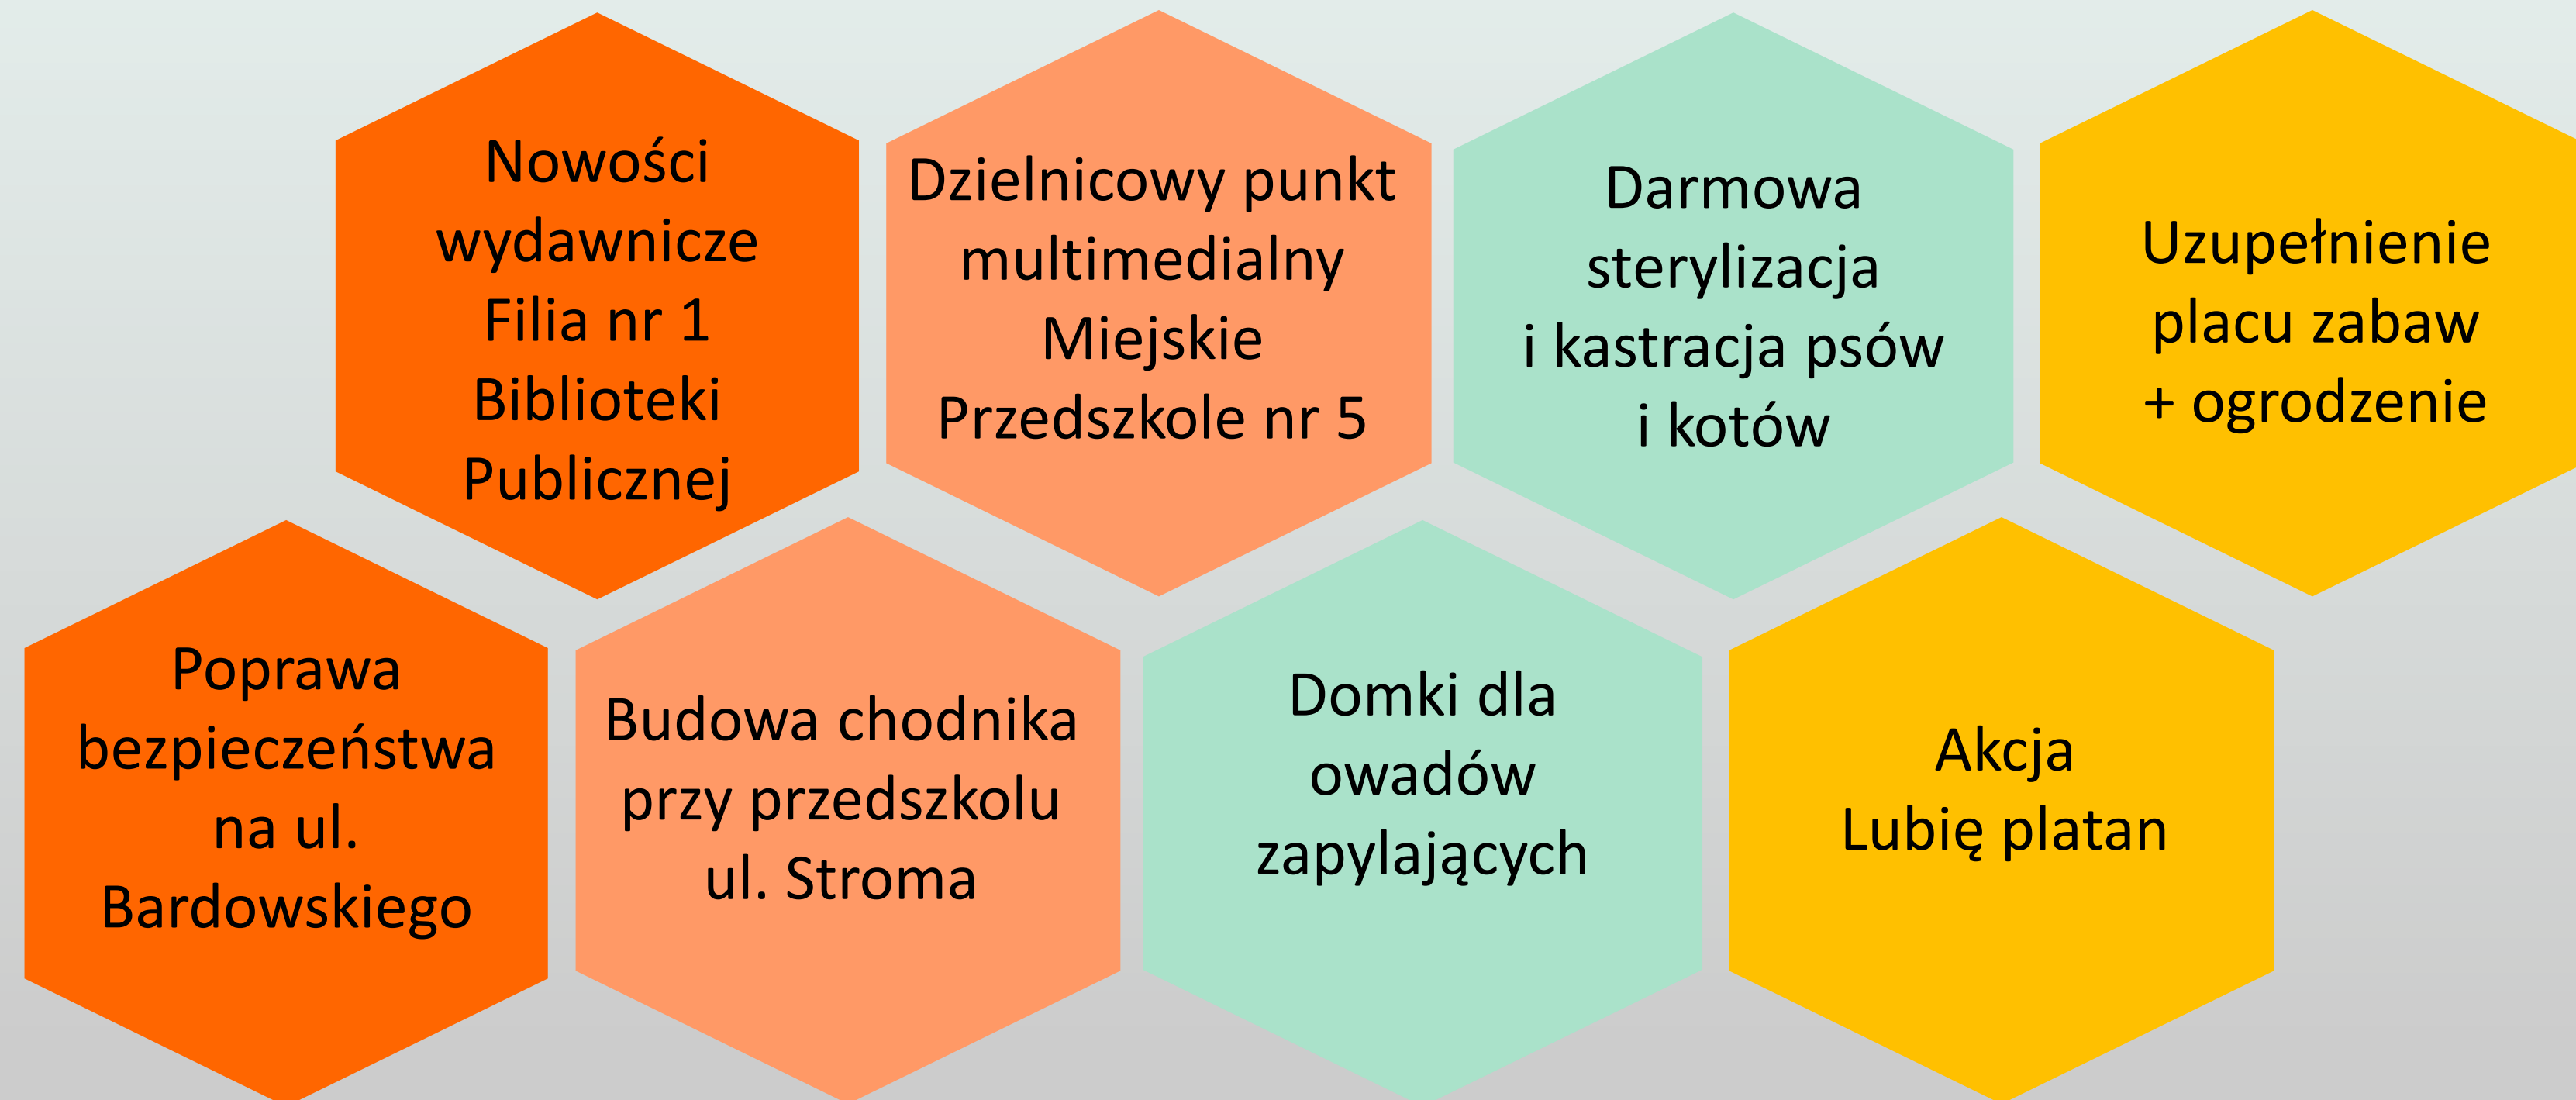 Nowości
wydawnicze
Filia nr 1
Biblioteki
Publicznej
Dzielnicowy punkt
multimedialny
Miejskie
Przedszkole nr 5
Darmowa
sterylizacja
i kastracja psów
i kotów
Uzupełnienie
placu zabaw
+ ogrodzenie
Poprawa
bezpieczeństwa
na ul.
Bardowskiego
Budowa chodnika
przy przedszkolu
ul. Stroma
Domki dla
owadów
zapylających
Akcja
Lubię platan